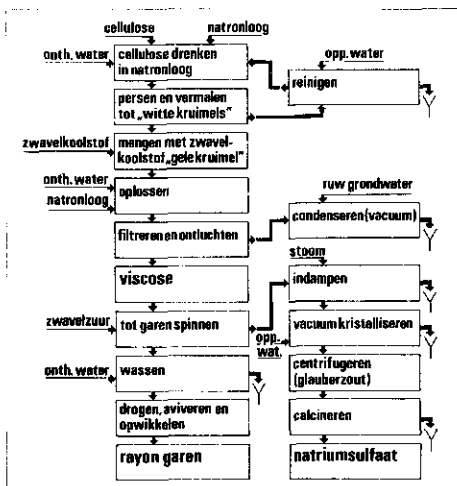 cellulose
natronloog
onth. water
cellulose drenken
in natronloog
opp. water
reinigen
persen en vermalen
tot „witte kruimels”
zwavelkoolstof
mengen met zwavel-
koolstof „gele kruimel”
onth. water
natronloog
oplossen
ruw grondwater
filtreren en ontluchten
condenseren (vacuum)
stoom
viscose
indampen
zwavelzuur
tot garen spinnen
opp.
wat.
vacuum kristalliseren
onth. water
wassen
centrifugeren
(glauberzout)
drogen, aviveren en
opwikkelen
calcineren
rayon garen
natriumsulfaat